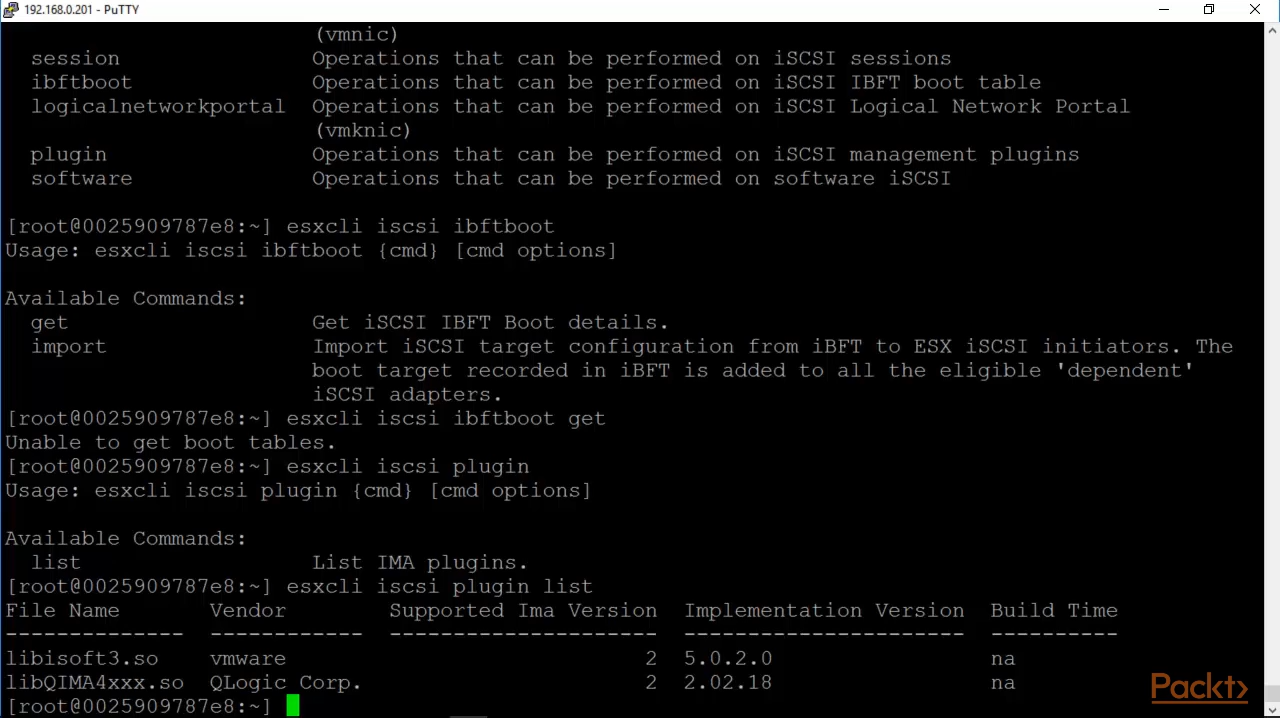 192.168.0.201 - PuTTY
(vmnic)
session Operations that can be performed on iSCSI sessions
ibftboot Operations that can be performed on iSCSI IBFT boot table
logicalnetworkportal Operations that can be performed on iSCSI Logical Network Portal
(vmknic)
plugin Operations that can be performed on iSCSI management plugins
software Operations that can be performed on software iSCSI
[root@0025909787e8:~] esxcli iscsi ibftboot
Usage: esxcli iscsi ibftboot {cmd} [cmd options]
Available Commands:
get Get iSCSI IBFT Boot details.
import Import iSCSI target configuration from iBFT to ESX iSCSI initiators. The
boot target recorded in iBFT is added to all the eligible 'dependent'
iSCSI adapters.
[root@0025909787e8:~] esxcli iscsi ibftboot get
Unable to get boot tables.
[root@0025909787e8:~] esxcli iscsi plugin
Usage: esxcli iscsi plugin {cmd} [cmd options]
Available Commands:
list List IMA plugins.
[root@0025909787e8:~] esxcli iscsi plugin list
File Name Vendor Supported Ima Version Implementation Version Build Time
-------------- ------------ --------------------- ---------------------- ----------
libisoft3.so vmware 2 5.0.2.0 na
libQIMA4xxx.so QLogic Corp. 2 2.02.18 na
[root@0025909787e8:~]
Packt>